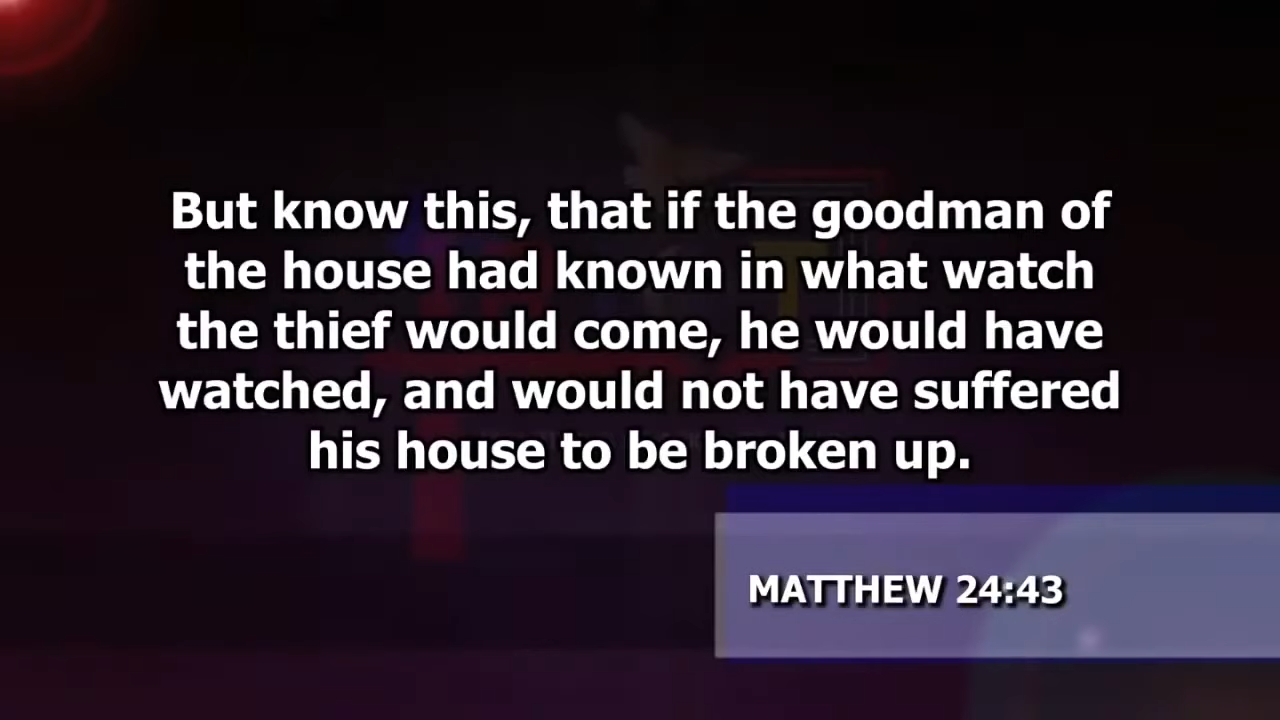 But know this, that if the goodman of
the house had known in what watch
the thief would come, he would have
watched, and would not have suffered
his house to be broken up.
MATTHEW 24:43